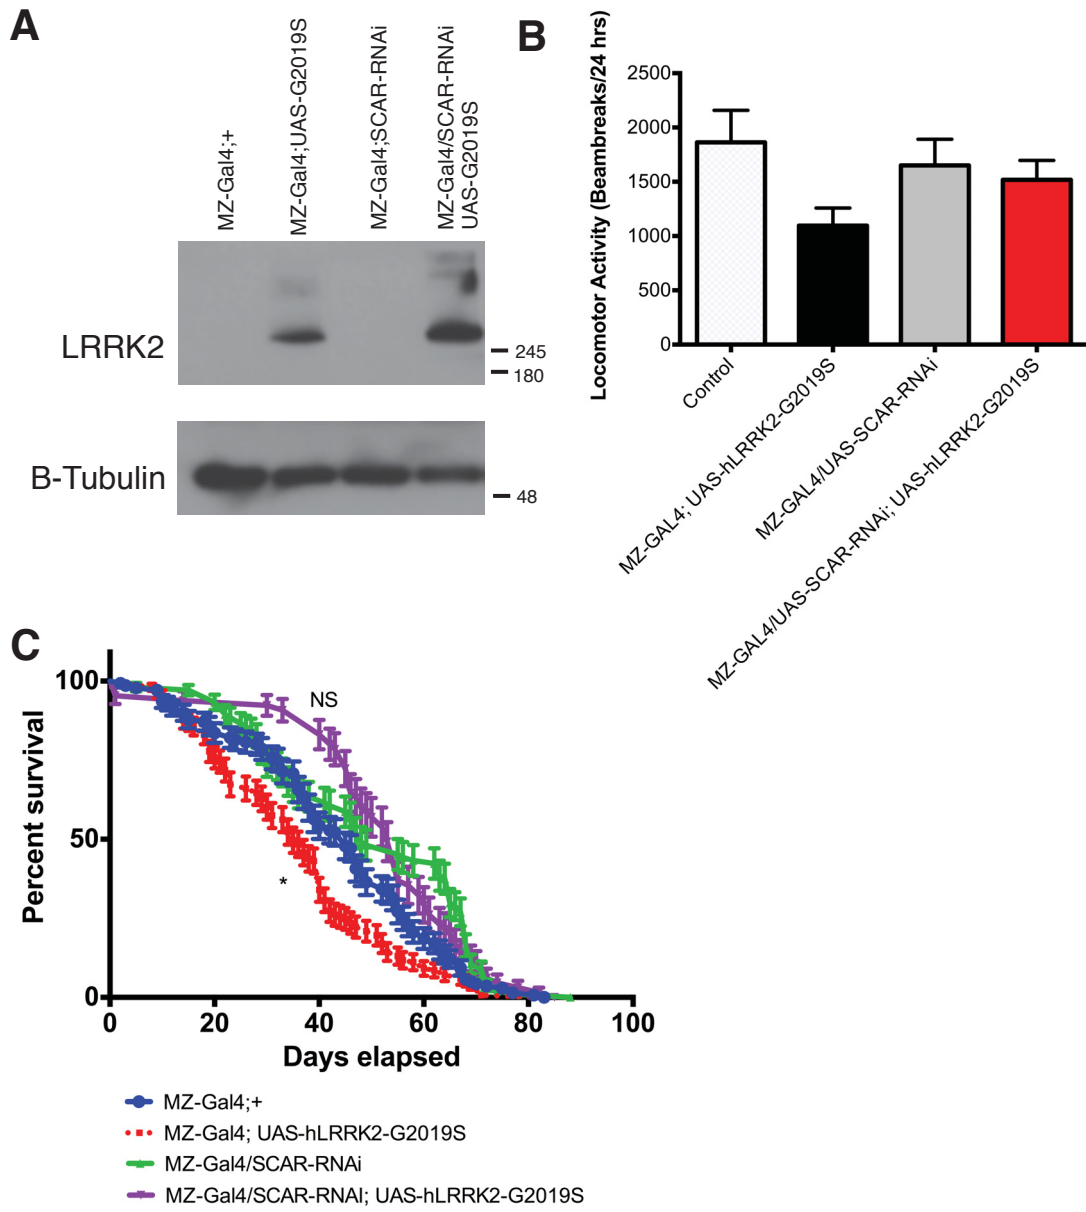 A
MZ-Gal4;+
MZ-Gal4;UAS-G2019S
MZ-Gal4;SCAR-RNAi
MZ-Gal4/SCAR-RNAi
UAS-G2019S
LRRK2
245
180
B-Tubulin
48
B
Locomotor Activity (Beambreaks/24 hrs)
2500
2000
1500
1000
500
0
Control
MZ-GAL4; UAS-hLRRK2-G2019S
MZ-GAL4/UAS-SCAR-RNAi
MZ-GAL4/UAS-SCAR-RNAi; UAS-hLRRK2-G2019S
C
Percent survival
100
50
0
NS
*
0 20 40 60 80 100
Days elapsed
MZ-Gal4;+
MZ-Gal4; UAS-hLRRK2-G2019S
MZ-Gal4/SCAR-RNAi
MZ-Gal4/SCAR-RNAI; UAS-hLRRK2-G2019S